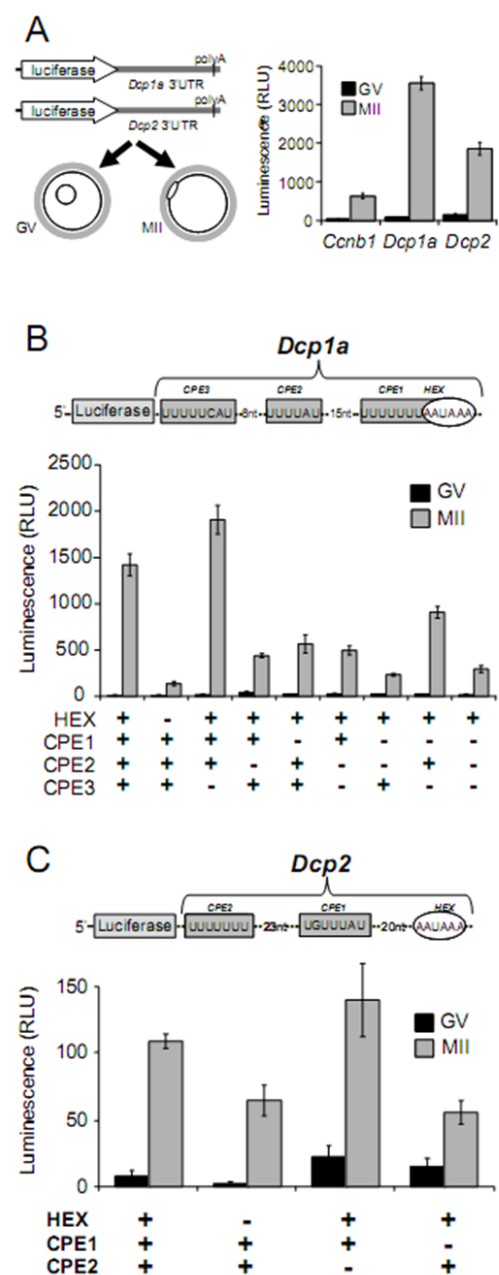 A
polyA
luciferase
Dcp1a 3'UTR
polyA
luciferase
Dcp2 3'UTR
GV
MII
Luminescence (RLU)
4000
3000
2000
1000
0
GV
MII
Ccnb1 Dcp1a Dcp2
B
Dcp1a
CPE3 CPE2 CPE1 HEX
5' Luciferase UUUUUCAU -6nt- UUUUAU -15nt- UUUUUUU AAUAAA
Luminescence (RLU)
2500
2000
1500
1000
500
0
GV
MII
HEX + - + + + + + + +
CPE1 + + + + - + - - -
CPE2 + + + - + - - + -
CPE3 + + - + + - + - -
C
Dcp2
CPE2 CPE1 HEX
5' Luciferase UUUUUUU 23nt UGUUUAU -20nt- AAUAAA
Luminescence (RLU)
150
100
50
0
GV
MII
HEX + - + +
CPE1 + + + -
CPE2 + + - +